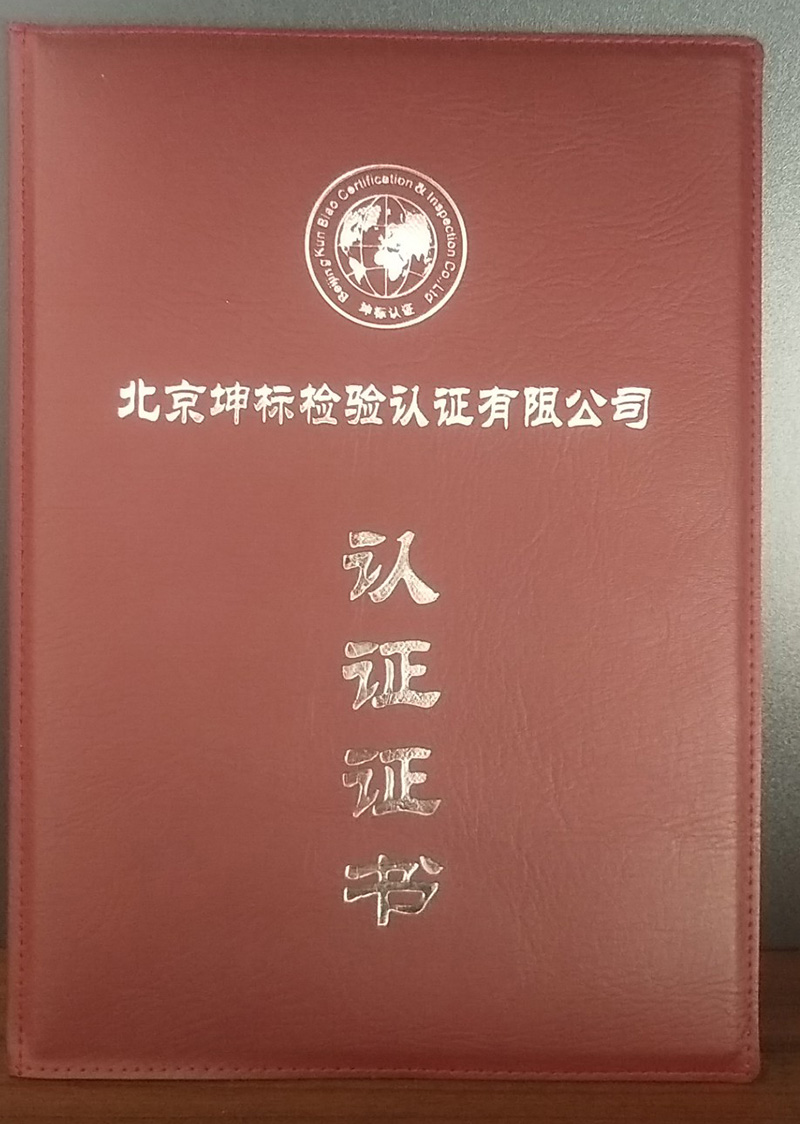 Beijing Kun Biao Certification & Inspection Co.,Ltd
坤标认证
北京坤标检验认证有限公司
认
证
证
书